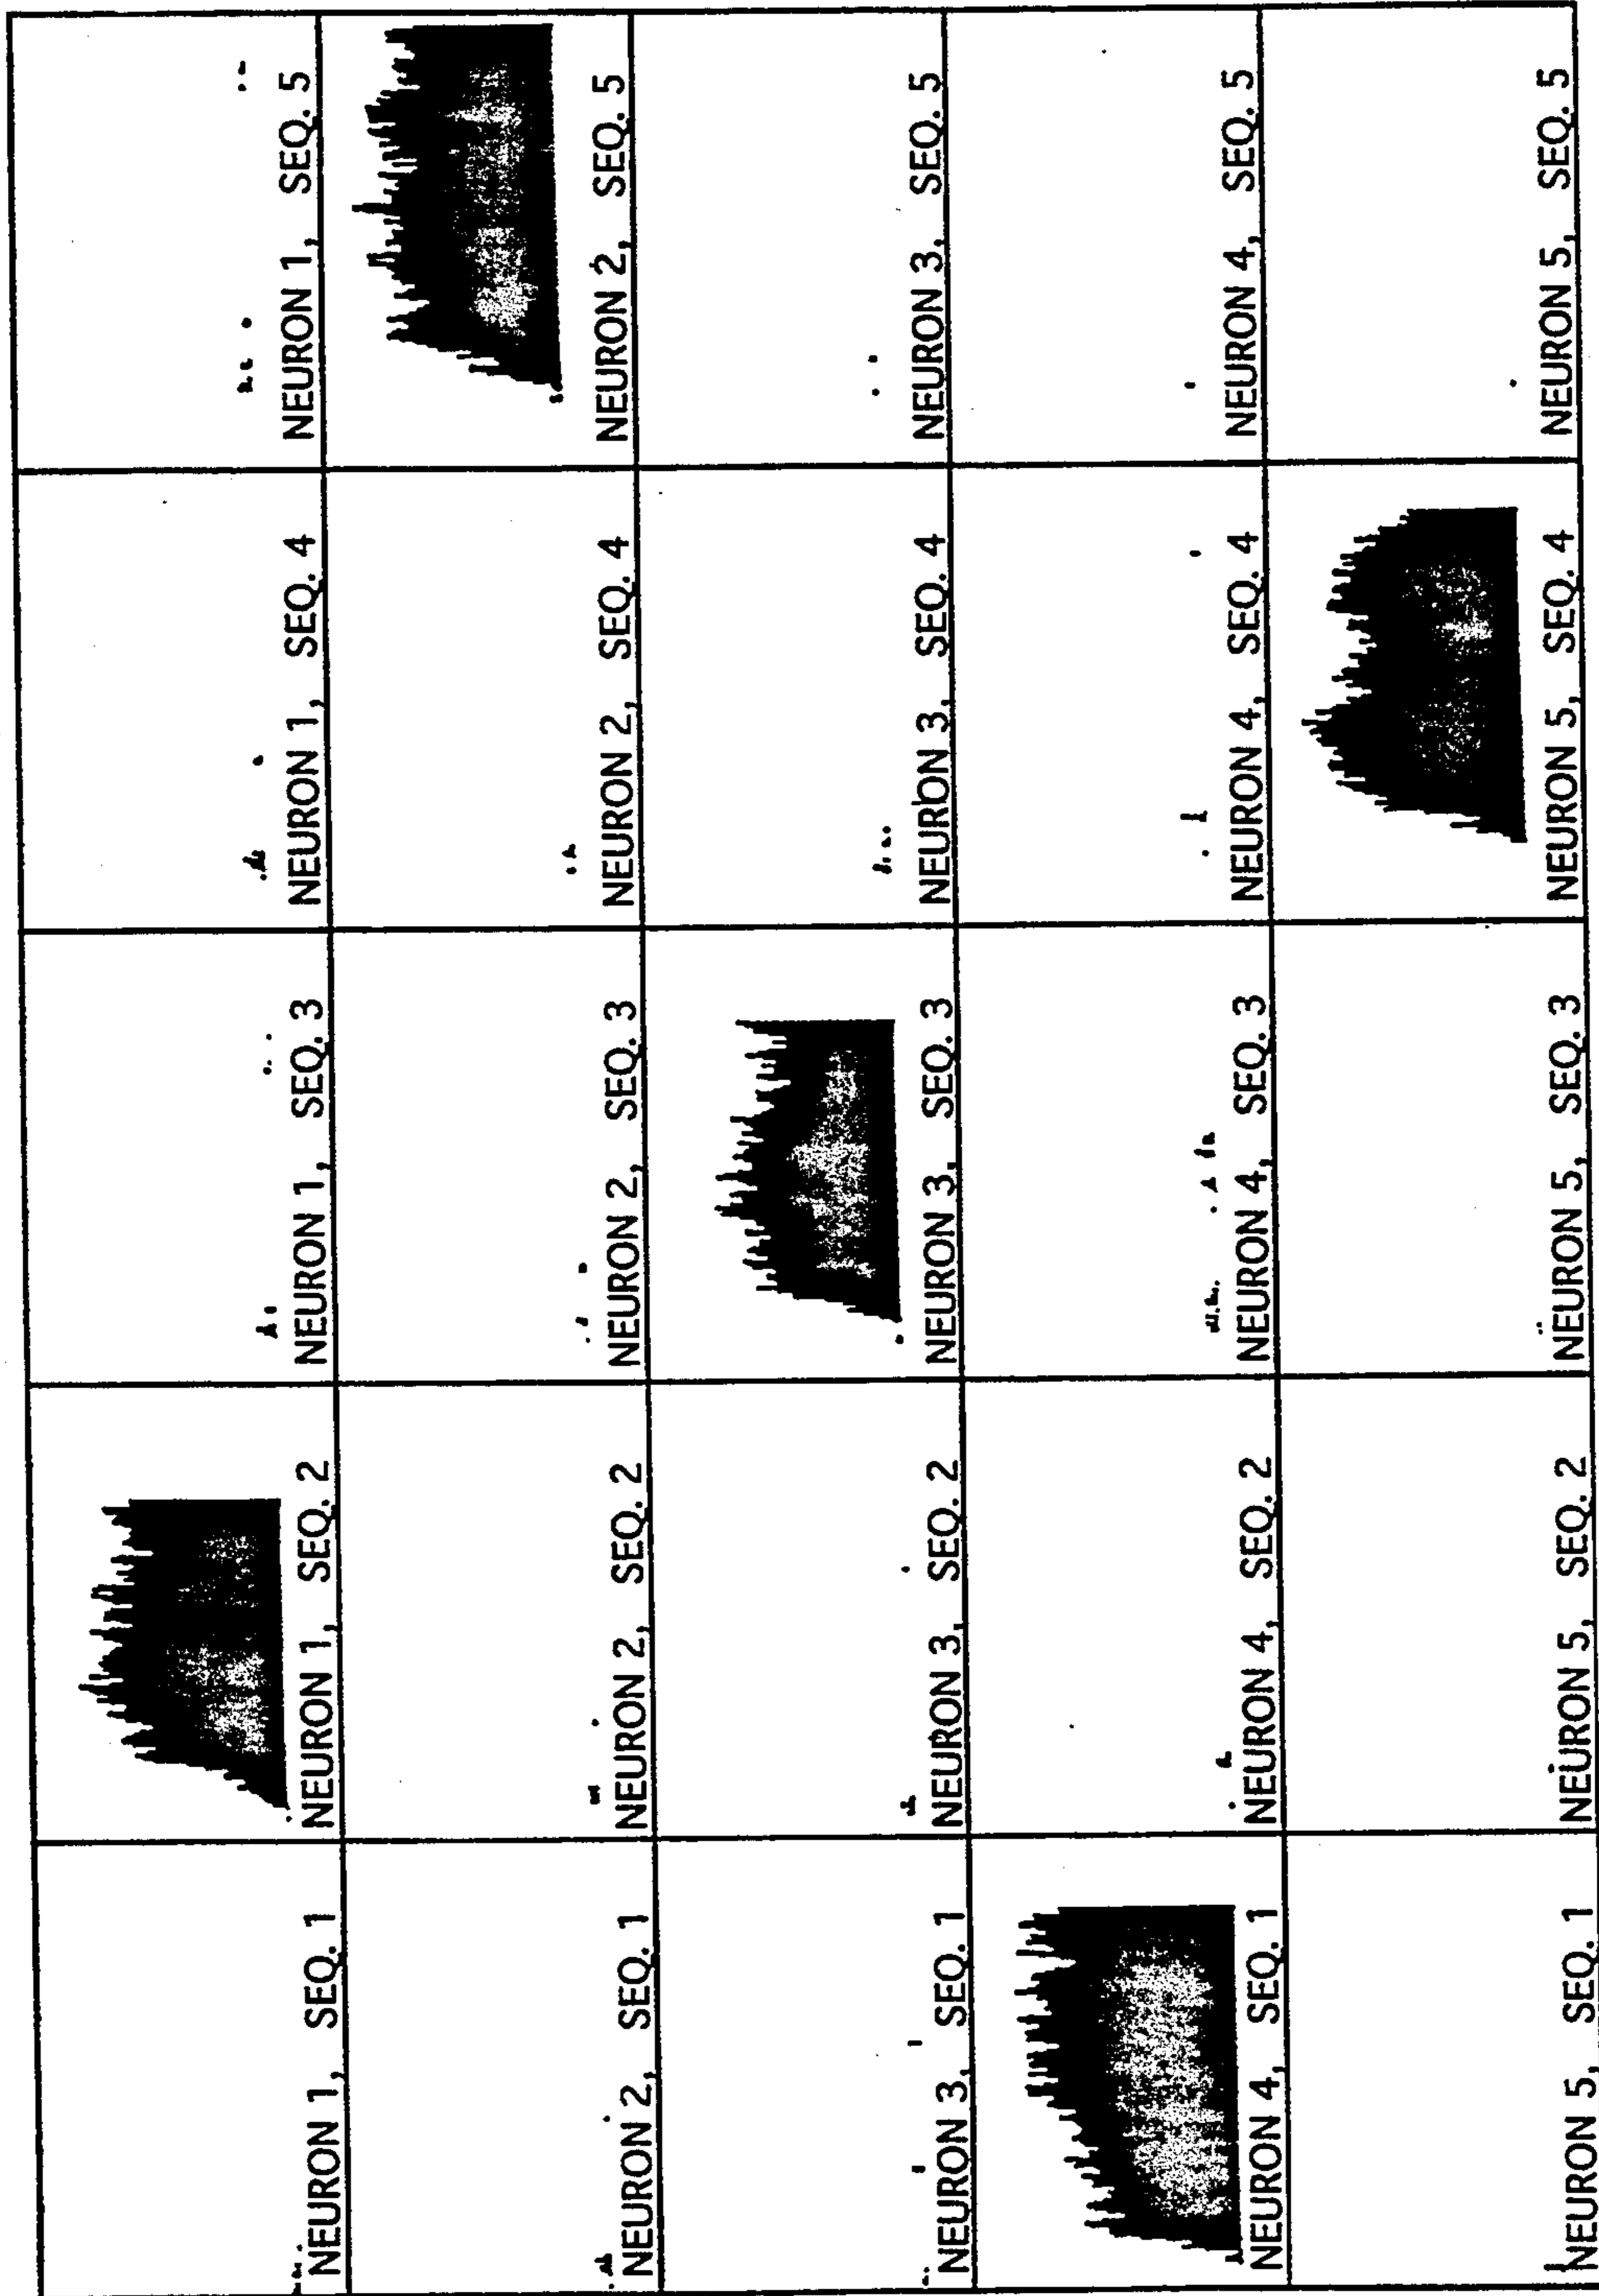 NEURON 1, SEQ. 1
NEURON 1, SEQ. 2
NEURON 1, SEQ. 3
NEURON 1, SEQ. 4
NEURON 1, SEQ. 5
NEURON 2, SEQ. 1
NEURON 2, SEQ. 2
NEURON 2, SEQ. 3
NEURON 2, SEQ. 4
NEURON 2, SEQ. 5
NEURON 3, SEQ. 1
NEURON 3, SEQ. 2
NEURON 3, SEQ. 3
NEURON 3, SEQ. 4
NEURON 3, SEQ. 5
NEURON 4, SEQ. 1
NEURON 4, SEQ. 2
NEURON 4, SEQ. 3
NEURON 4, SEQ. 4
NEURON 4, SEQ. 5
NEURON 5, SEQ. 1
NEURON 5, SEQ. 2
NEURON 5, SEQ. 3
NEURON 5, SEQ. 4
NEURON 5, SEQ. 5